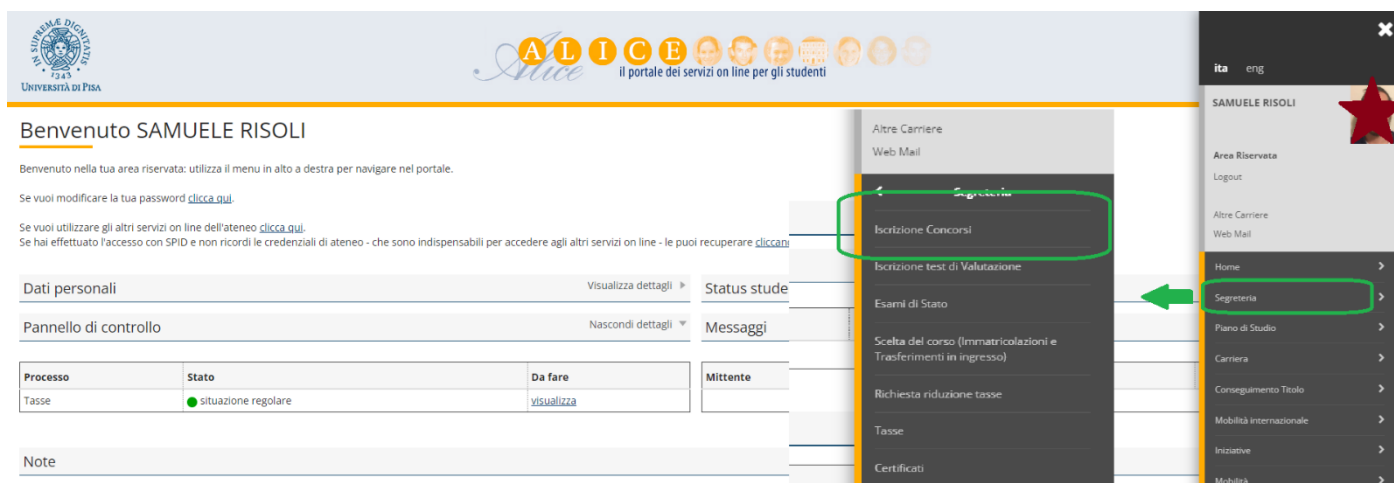 IN SUPREMÆ DIGNITATIS
1343
UNIVERSITÀ DI PISA
ALICE
Alice
il portale dei servizi on line per gli studenti
ita eng
SAMUELE RISOLI
Area Riservata
Logout
Altre Carriere
Web Mail
Home
Segreteria
Piano di Studio
Carriera
Conseguimento Titolo
Mobilità internazionale
Iniziative
Mobilità
Altre Carriere
Web Mail
Segreteria
Iscrizione Concorsi
Iscrizione test di Valutazione
Esami di Stato
Scelta del corso (Immatricolazioni e
Trasferimenti in ingresso)
Richiesta riduzione tasse
Tasse
Certificati
Benvenuto SAMUELE RISOLI
Benvenuto nella tua area riservata: utilizza il menu in alto a destra per navigare nel portale.
Se vuoi modificare la tua password clicca qui.
Se vuoi utilizzare gli altri servizi on line dell'ateneo clicca qui.
Se hai effettuato l'accesso con SPID e non ricordi le credenziali di ateneo - che sono indispensabili per accedere agli altri servizi on line - le puoi recuperare cliccan
Dati personali Visualizza dettagli
Status stude
Pannello di controllo Nascondi dettagli
Messaggi
Processo Stato Da fare
Tasse situazione regolare visualizza
Mittente
Note